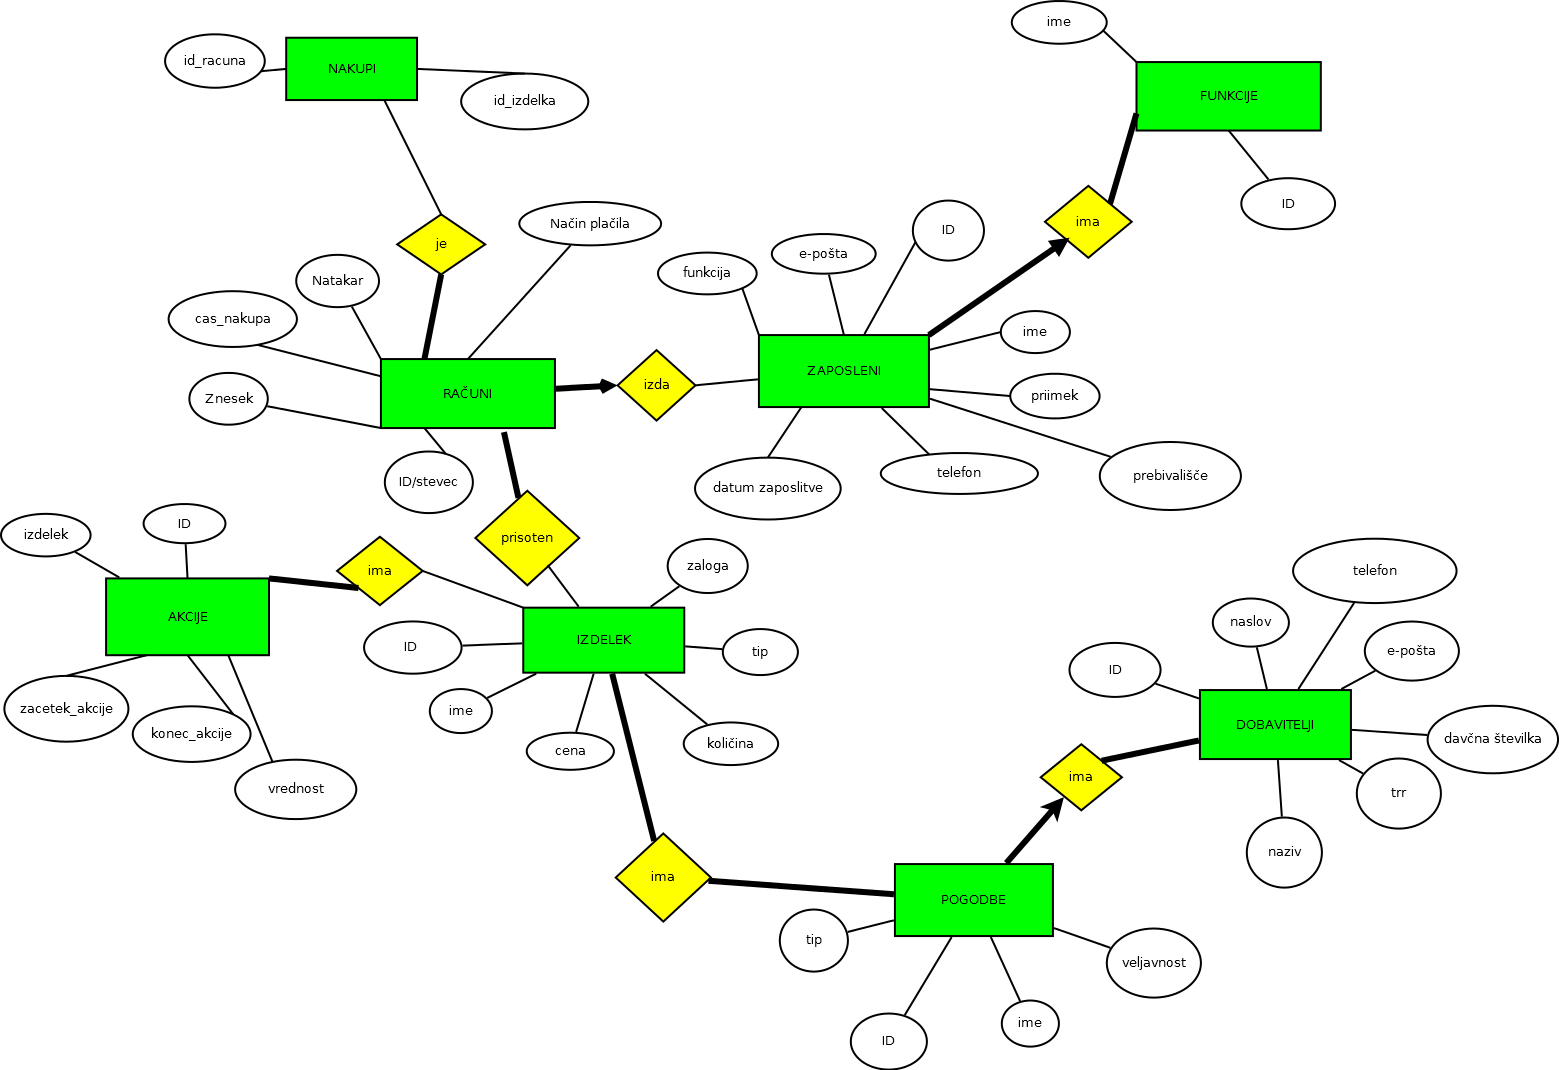 ime
id_racuna
NAKUPI
id_izdelka
FUNKCIJE
ID
Način plačila
ima
ID
je
e-pošta
funkcija
Natakar
cas_nakupa
ime
ZAPOSLENI
izda
RAČUNI
Znesek
priimek
ID/stevec
datum zaposlitve
telefon
prebivališče
izdelek
ID
prisoten
ima
zaloga
telefon
AKCIJE
naslov
IZDELEK
ID
tip
e-pošta
ID
zacetek_akcije
ime
DOBAVITELJI
konec_akcije
cena
količina
davčna številka
ima
vrednost
trr
naziv
ima
POGODBE
tip
veljavnost
ime
ID